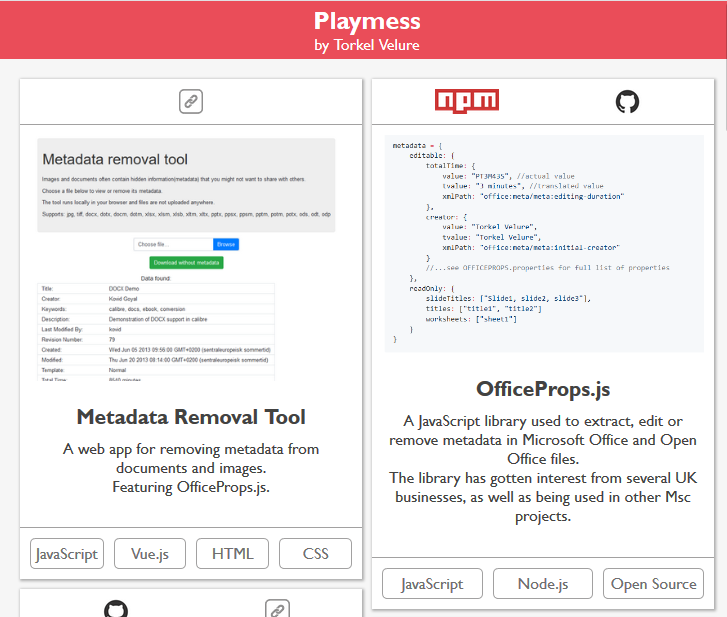 Playmess
by Torkel Velure
Metadata removal tool
Images and documents often contain hidden information(metadata) that you might not want to share with others.
Choose a file below to view or remove its metadata.
The tool runs locally in your browser and files are not uploaded anywhere.
Supports: jpg, tiff, docx, dotx, docm, dotm, xlsx, xlsm, xlsb, xltm, xltx, pptx, ppsx, ppsm, pptm, potm, potx, ods, odt, odp
Choose file... Browse
Download without metadata
Data found:
Title: DOCX Demo
Creator: Kovid Goyal
Keywords: calibre, docx, ebook, conversion
Description: Demonstration of DOCX support in calibre
Last Modified By: kovid
Revision Number: 79
Created: Wed Jun 05 2013 09:55:00 GMT+0200 (sentraleuropeisk sommertid)
Modified: Thu Jun 20 2013 08:14:00 GMT+0200 (sentraleuropeisk sommertid)
Template: Normal
Total Time: minutes
Metadata Removal Tool
A web app for removing metadata from
documents and images.
Featuring OfficeProps.js.
JavaScript Vue.js HTML CSS
npm
metadata = {
editable: {
totalTime: {
value: "PT3M43S", //actual value
tvalue: "3 minutes", //translated value
xmlPath: "office:meta/meta:editing-duration"
},
creator: {
value: "Torkel Velure",
tvalue: "Torkel Velure",
xmlPath: "office:meta/meta:initial-creator"
}
//...see OFFICEPROPS.properties for full list of properties
},
readOnly: {
slideTitles: ["Slide1, slide2, slide3"],
titles: ["title1", "title2"]
worksheets: ["sheet1"]
}
}
OfficeProps.js
A JavaScript library used to extract, edit or
remove metadata in Microsoft Office and Open
Office files.
The library has gotten interest from several UK
businesses, as well as being used in other Msc
projects.
JavaScript Node.js Open Source